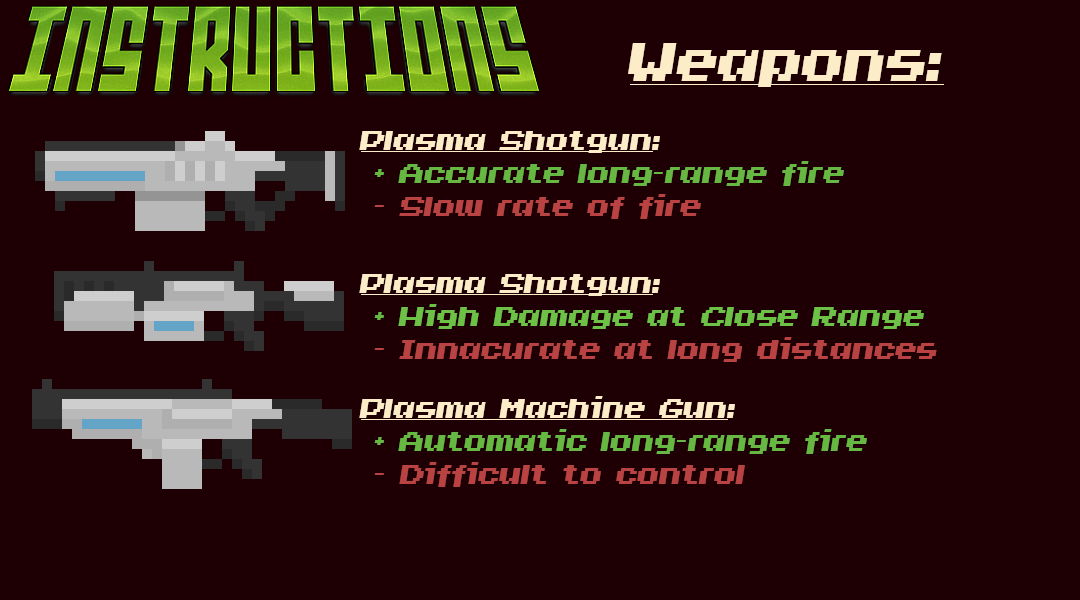 INSTRUCTIONS
Weapons:
Plasma Shotgun:
+ Accurate long-range fire
- Slow rate of fire
Plasma Shotgun:
+ High Damage at Close Range
- Innacurate at long distances
Plasma Machine Gun:
+ Automatic long-range fire
- Difficult to control